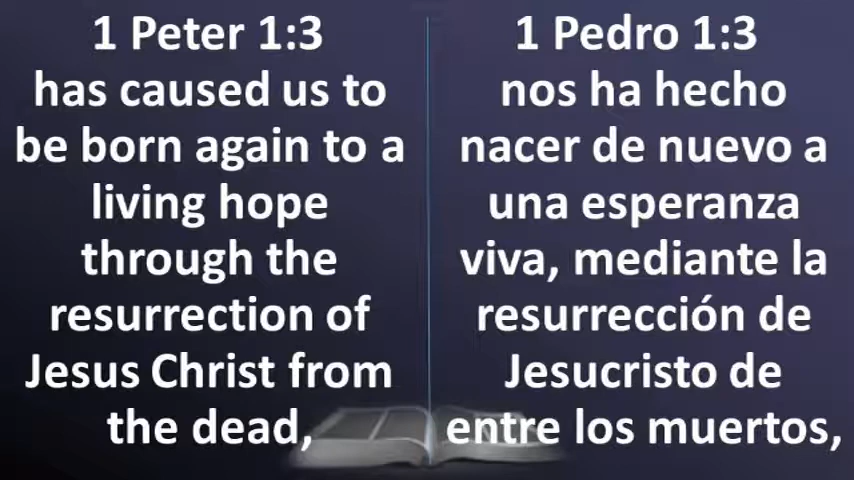 1 Peter 1:3
has caused us to
be born again to a
living hope
through the
resurrection of
Jesus Christ from
the dead,
1 Pedro 1:3
nos ha hecho
nacer de nuevo a
una esperanza
viva, mediante la
resurrección de
Jesucristo de
entre los muertos,